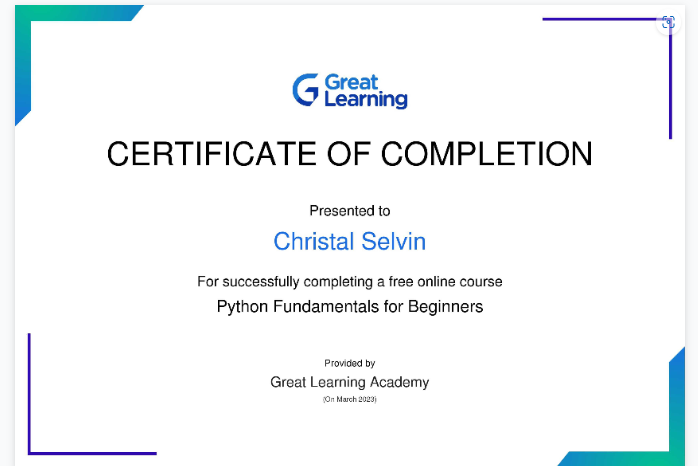 Great
Learning
CERTIFICATE OF COMPLETION
Presented to
Christal Selvin
For successfully completing a free online course
Python Fundamentals for Beginners
Provided by
Great Learning Academy
(On March 2023)